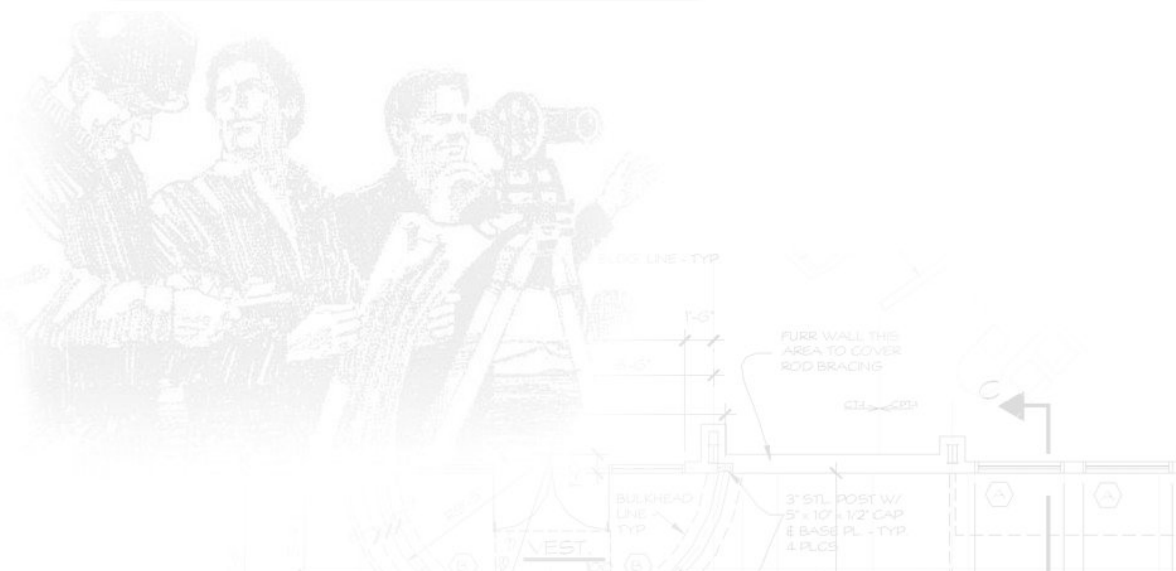 1'-6"
FURR WALL THIS
AREA TO COVER
ROD BRACING
C
BULKHEAD
LINE
TYP
3" STL. POST W/
5" x 10" x 1/2" CAP
& BASE PL. - TYP
4 PLCS
A
A
VEST.
B
B